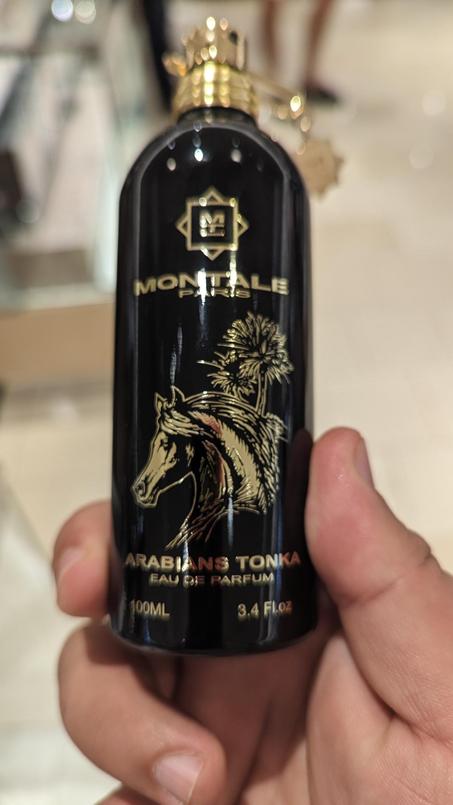 MONTALE
PARIS
ARABIANS TONKA
EAU DE PARFUM
100ML 3.4 Fl.oz